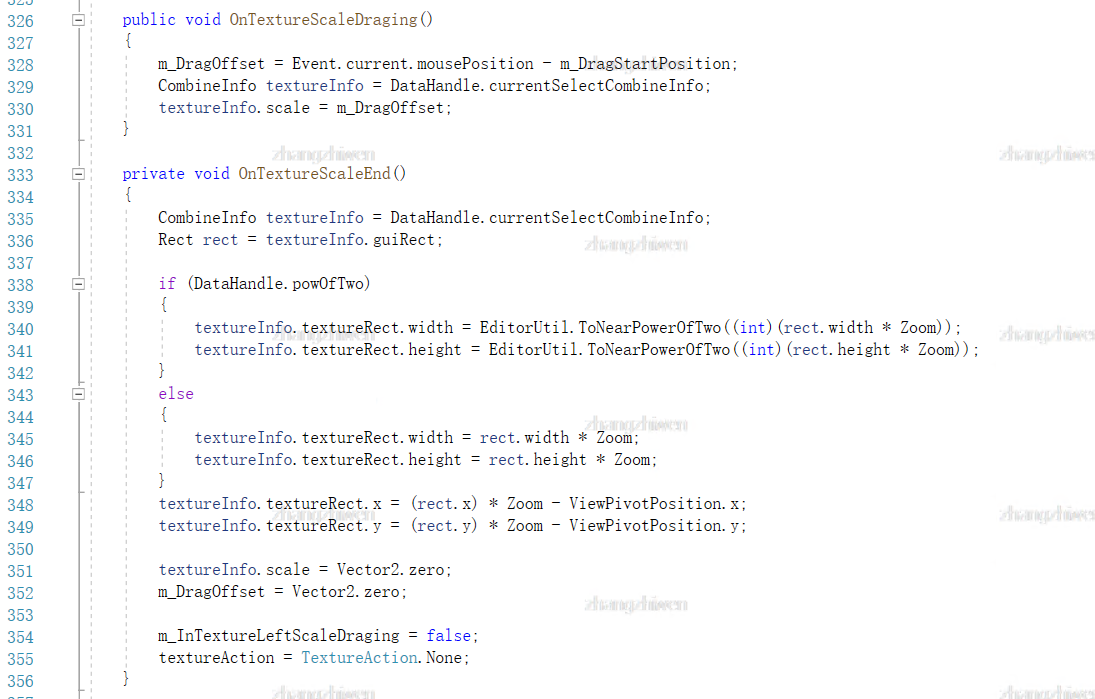 326 public void OnTextureScaleDraging()
327 {
328 m_DragOffset = Event.current.mousePosition - m_DragStartPosition;
329 CombineInfo textureInfo = DataHandle.currentSelectCombineInfo;
330 textureInfo.scale = m_DragOffset;
331 }
332
333 private void OnTextureScaleEnd()
334 {
335 CombineInfo textureInfo = DataHandle.currentSelectCombineInfo;
336 Rect rect = textureInfo.guiRect;
337
338 if (DataHandle.powOfTwo)
339 {
340 textureInfo.textureRect.width = EditorUtil.ToNearPowerOfTwo((int)(rect.width * Zoom));
341 textureInfo.textureRect.height = EditorUtil.ToNearPowerOfTwo((int)(rect.height * Zoom));
342 }
343 else
344 {
345 textureInfo.textureRect.width = rect.width * Zoom;
346 textureInfo.textureRect.height = rect.height * Zoom;
347 }
348 textureInfo.textureRect.x = (rect.x) * Zoom - ViewPivotPosition.x;
349 textureInfo.textureRect.y = (rect.y) * Zoom - ViewPivotPosition.y;
350
351 textureInfo.scale = Vector2.zero;
352 m_DragOffset = Vector2.zero;
353
354 m_InTextureLeftScaleDraging = false;
355 textureAction = TextureAction.None;
356 }